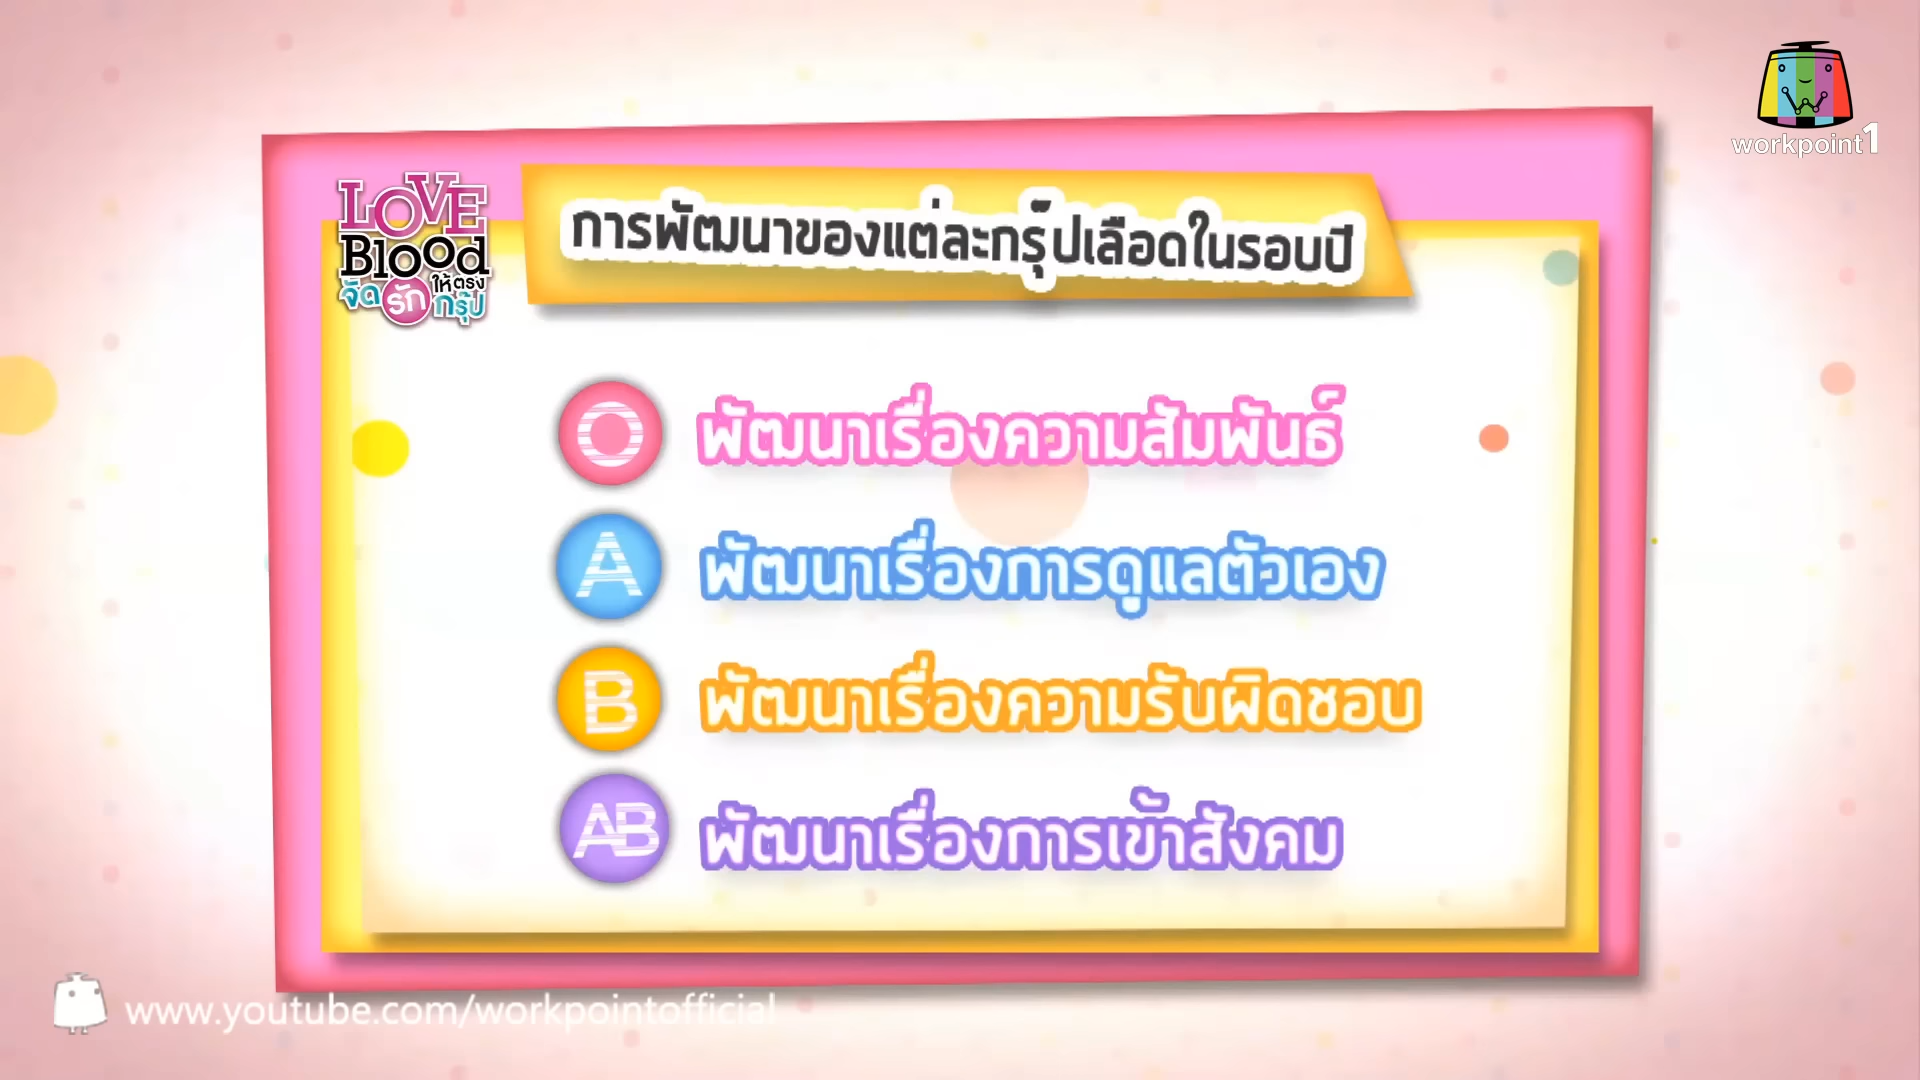 workpoint1
LOVE
Blood
จัดรักให้ตรงกรุ๊ป
การพัฒนาของแต่ละกรุ๊ปเลือดในรอบปี
O พัฒนาเรื่องความสัมพันธ์
A พัฒนาเรื่องการดูแลตัวเอง
B พัฒนาเรื่องความรับผิดชอบ
AB พัฒนาเรื่องการเข้าสังคม
www.youtube.com/workpointofficial